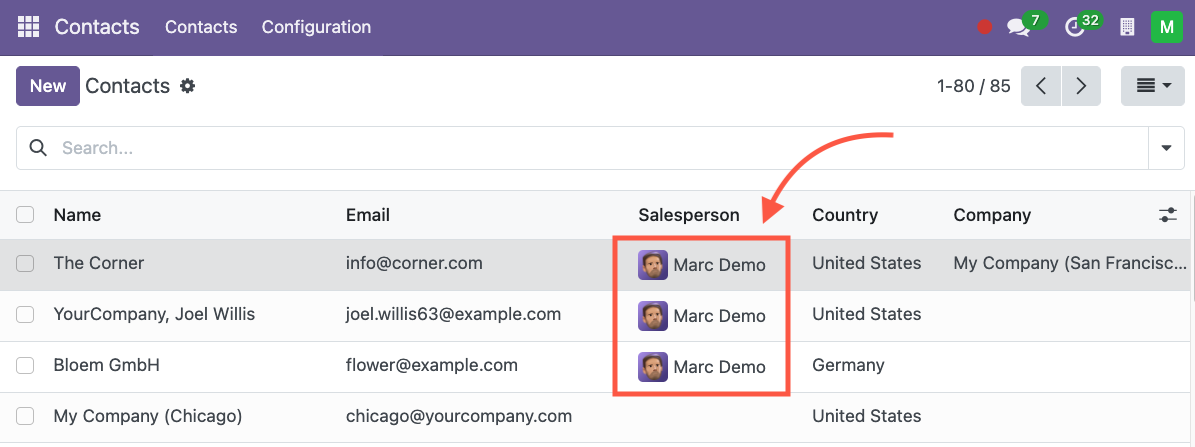 Contacts Contacts Configuration 7 32 M
New Contacts 1-80 / 85
Search...
Name Email Salesperson Country Company
The Corner info@corner.com Marc Demo United States My Company (San Francisc...
YourCompany, Joel Willis joel.willis63@example.com Marc Demo United States
Bloem GmbH flower@example.com Marc Demo Germany
My Company (Chicago) chicago@yourcompany.com United States